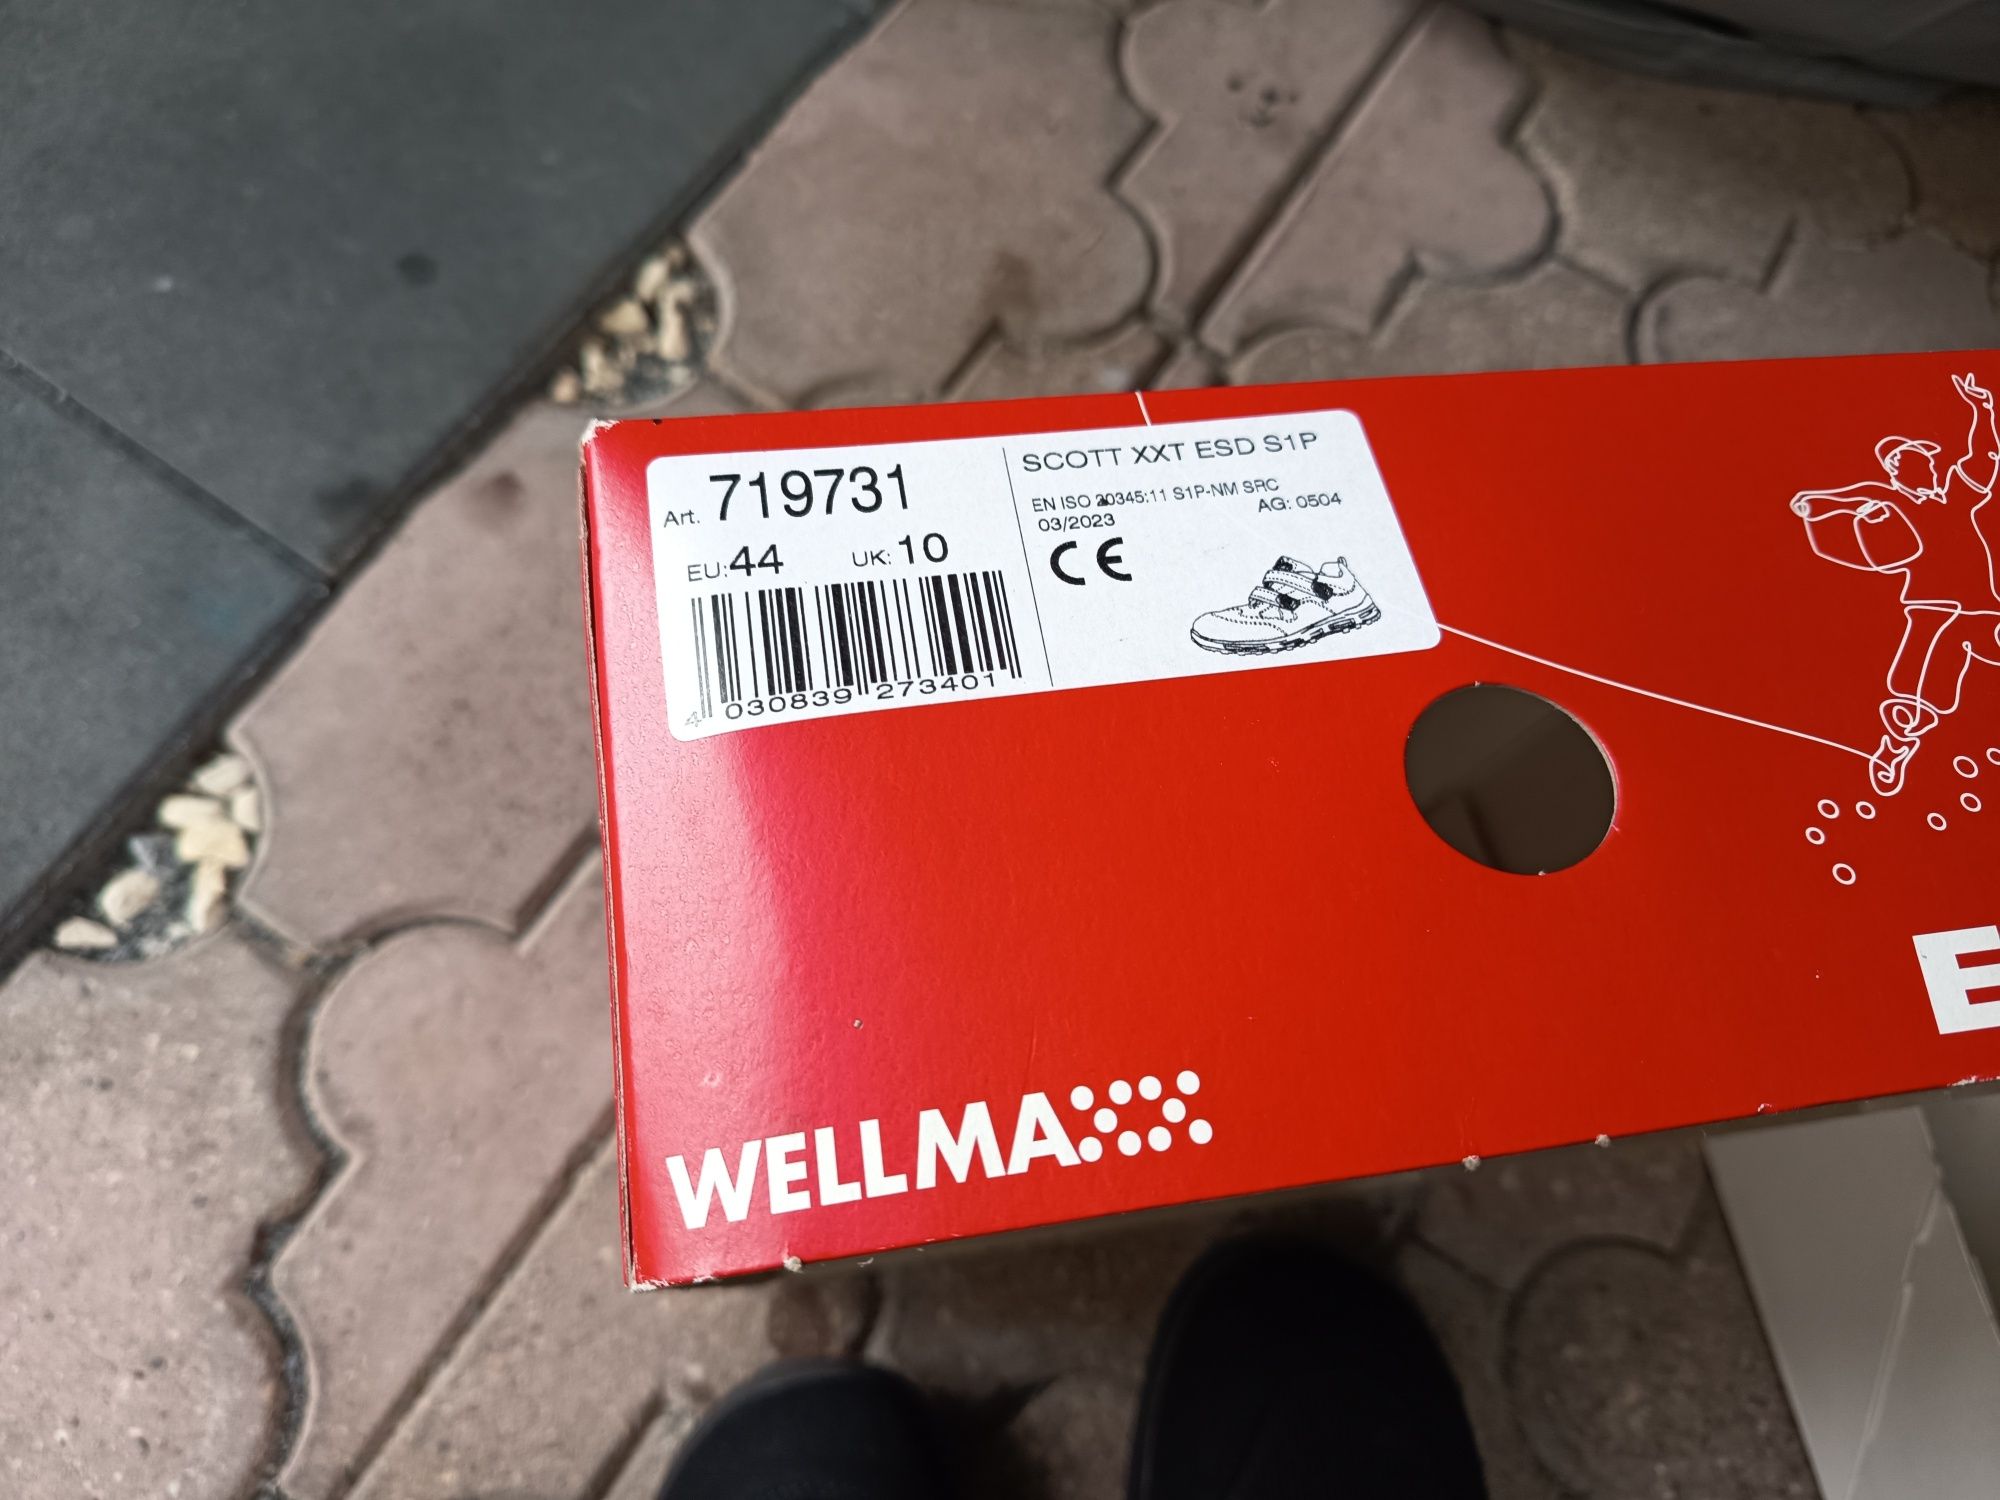 Art. 719731
EU: 44 UK: 10
4 030839 273401
SCOTT XXT ESD S1P
EN ISO 20345:11 S1P-NM SRC
03/2023 AG: 0504
CE
E
WELLMAXX